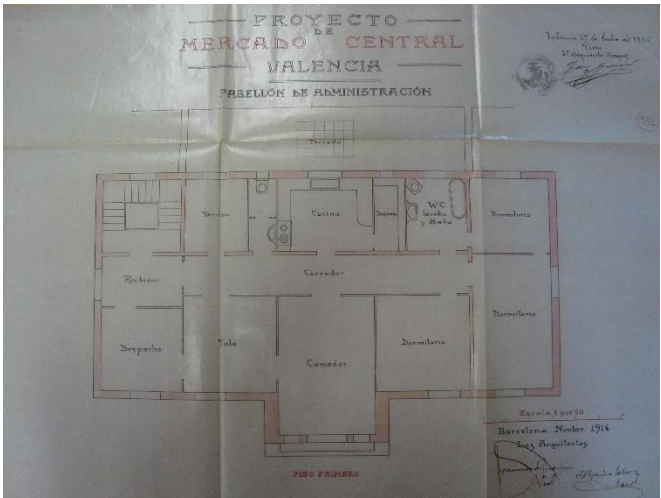 PROYECTO
DE
MERCADO CENTRAL
VALENCIA
PABELLÓN DE ADMINISTRACIÓN
Terrado
Cocina
W.C.
lavabo
y Baño
Dormitorio
Recibidor
Corredor
Dormitorio
Despacho
Sala
Comedor
Dormitorio
Escala 1 por 50
Barcelona Novbre. 1914
Los Arquitectos
PISO PRIMERO